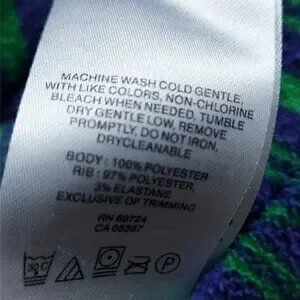 MACHINE WASH COLD GENTLE,
WITH LIKE COLORS, NON-CHLORINE
BLEACH WHEN NEEDED, TUMBLE
DRY GENTLE LOW, REMOVE
PROMPTLY, DO NOT IRON,
DRYCLEANABLE
BODY: 100% POLYESTER
RIB: 97% POLYESTER,
3% ELASTANE
EXCLUSIVE OF TRIMMING
RN 69724
CA 05387
30C